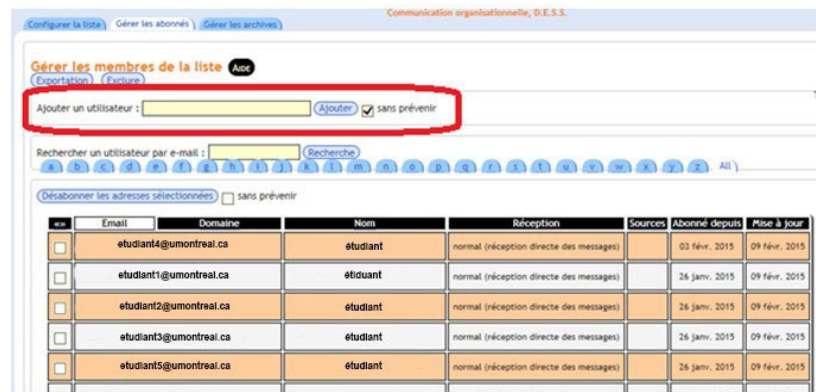 Communication organisationnelle, D.E.S.S.
Configurer la liste Gérer les abonnés Gérer les archives
Gérer les membres de la liste AIDE
Exportation Exclure
Ajouter un utilisateur : Ajouter sans prévenir
Rechercher un utilisateur par e-mail : Recherche
a b c d e f g h i j k l m n o p q r s t u v w x y z All
Désabonner les adresses sélectionnées sans prévenir
«» Email Domaine Nom Réception Sources Abonné depuis Mise à jour
etudiant4@umontreal.ca étudiant normal (réception directe des messages) 03 févr. 2015 09 févr. 2015
etudiant1@umontreal.ca étiduant normal (réception directe des messages) 26 janv. 2015 09 févr. 2015
etudiant2@umontreal.ca étudiant normal (réception directe des messages) 26 janv. 2015 09 févr. 2015
etudiant3@umontreal.ca étudiant normal (réception directe des messages) 26 janv. 2015 09 févr. 2015
etudiant5@umontreal.ca étudiant normal (réception directe des messages) 26 janv. 2015 09 févr. 2015